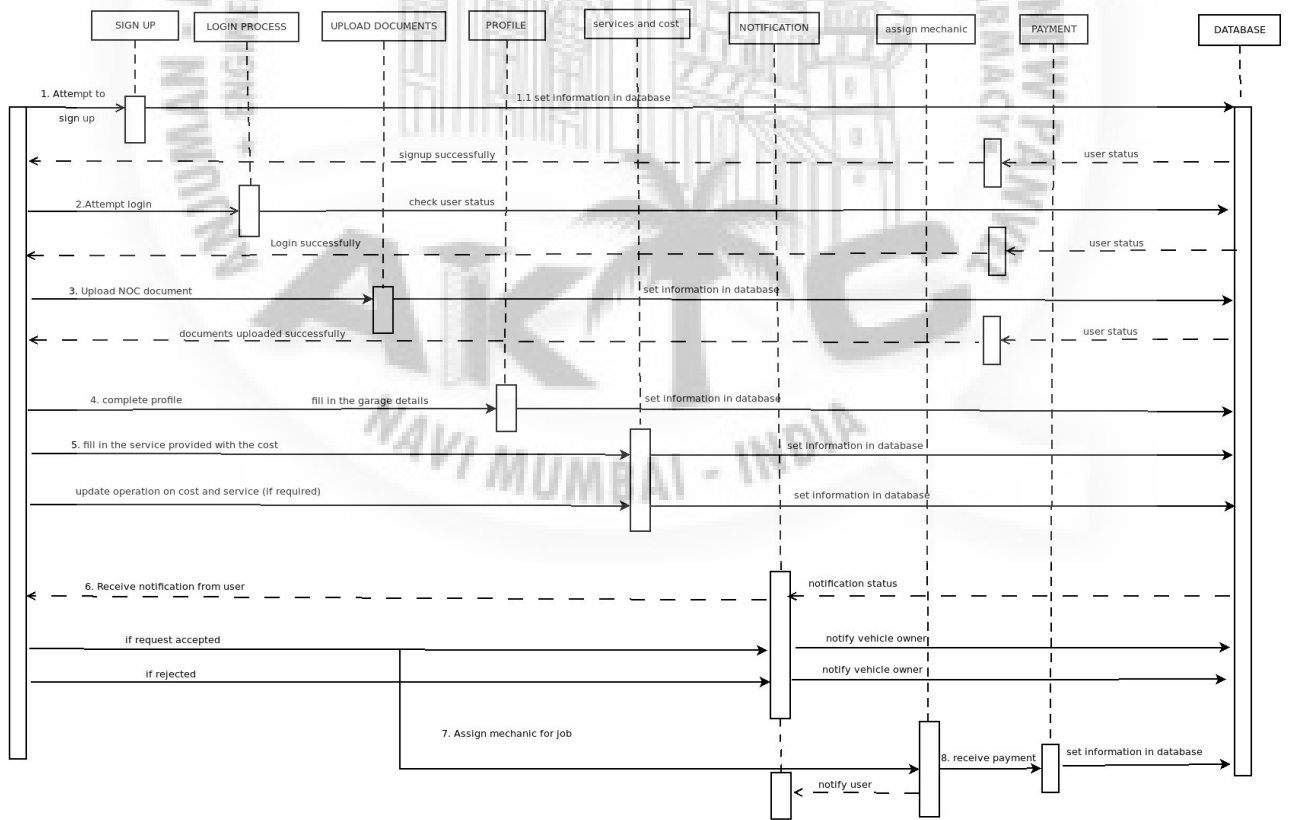 SIGN UP
LOGIN PROCESS
UPLOAD DOCUMENTS
PROFILE
services and cost
NOTIFICATION
assign mechanic
PAYMENT
DATABASE
1. Attempt to
sign up
1.1 set information in database
signup successfully
user status
2.Attempt login
check user status
Login successfully
user status
3. Upload NOC document
set information in database
documents uploaded successfully
user status
4. complete profile
fill in the garage details
set information in database
5. fill in the service provided with the cost
set information in database
update operation on cost and service (if required)
set information in database
6. Receive notification from user
notification status
if request accepted
notify vehicle owner
if rejected
notify vehicle owner
7. Assign mechanic for job
8. receive payment
set information in database
notify user
AKTC
NAVI MUMBAI - INDIA
NEW PANVE